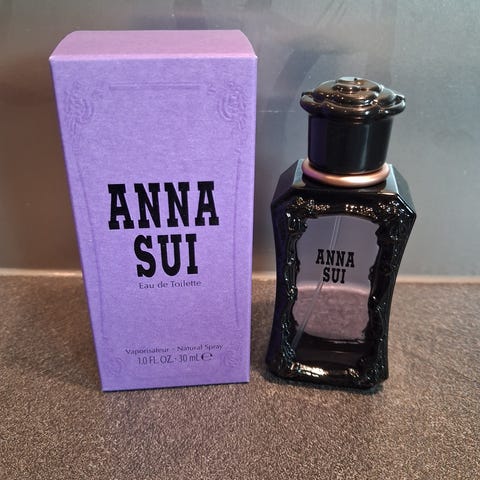 ANNA
SUI
Eau de Toilette
Vaporisateur - Natural Spray
1.0 FL.OZ. - 30 mL ℮
ANNA
SUI